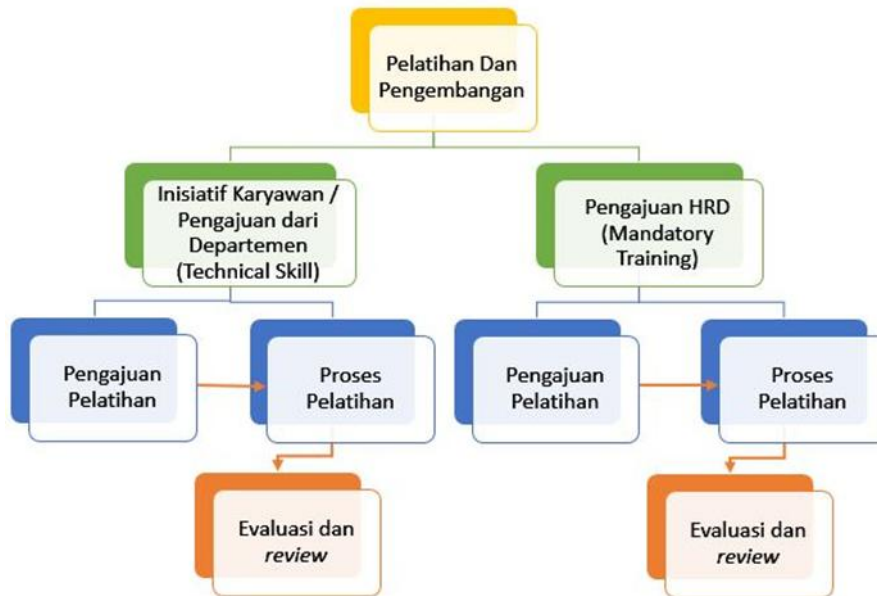 Pelatihan Dan
Pengembangan
Inisiatif Karyawan /
Pengajuan dari
Departemen
(Technical Skill)
Pengajuan HRD
(Mandatory
Training)
Pengajuan
Pelatihan
Proses
Pelatihan
Pengajuan
Pelatihan
Proses
Pelatihan
Evaluasi dan
review
Evaluasi dan
review